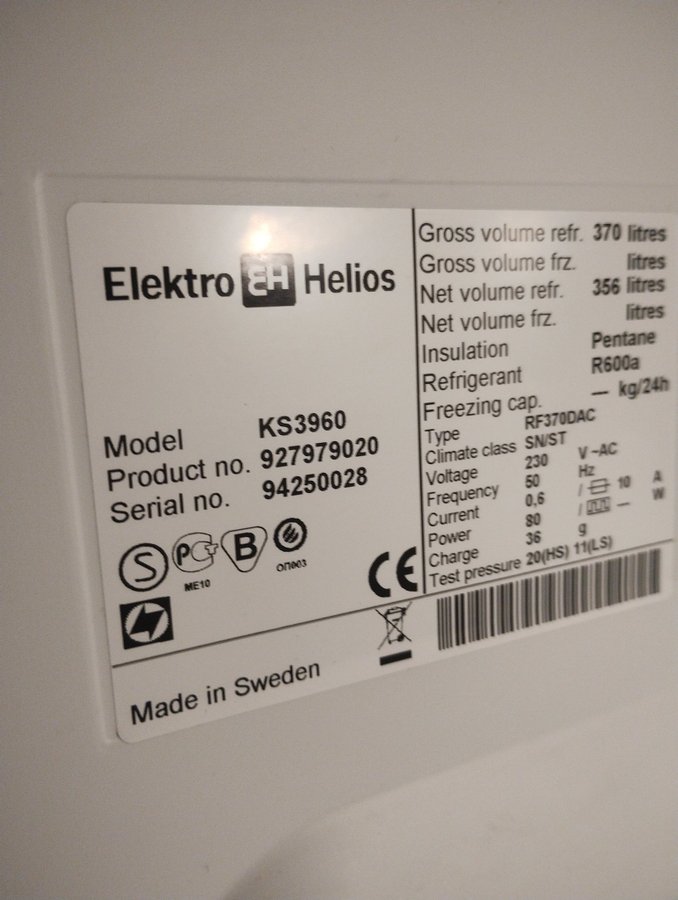 Elektro EH Helios
Model KS3960
Product no. 927979020
Serial no. 94250028
S PC B
ME10 ОП003
CE
Made in Sweden
Gross volume refr. 370 litres
Gross volume frz. litres
Net volume refr. 356 litres
Net volume frz. litres
Insulation Pentane
Refrigerant R600a
Freezing cap. — kg/24h
Type RF370DAC
Climate class SN/ST
Voltage 230 V ~AC
Frequency 50 Hz
Current 0,6 / 10 A
Power 80 / — W
Charge 36 g
Test pressure 20(HS) 11(LS)